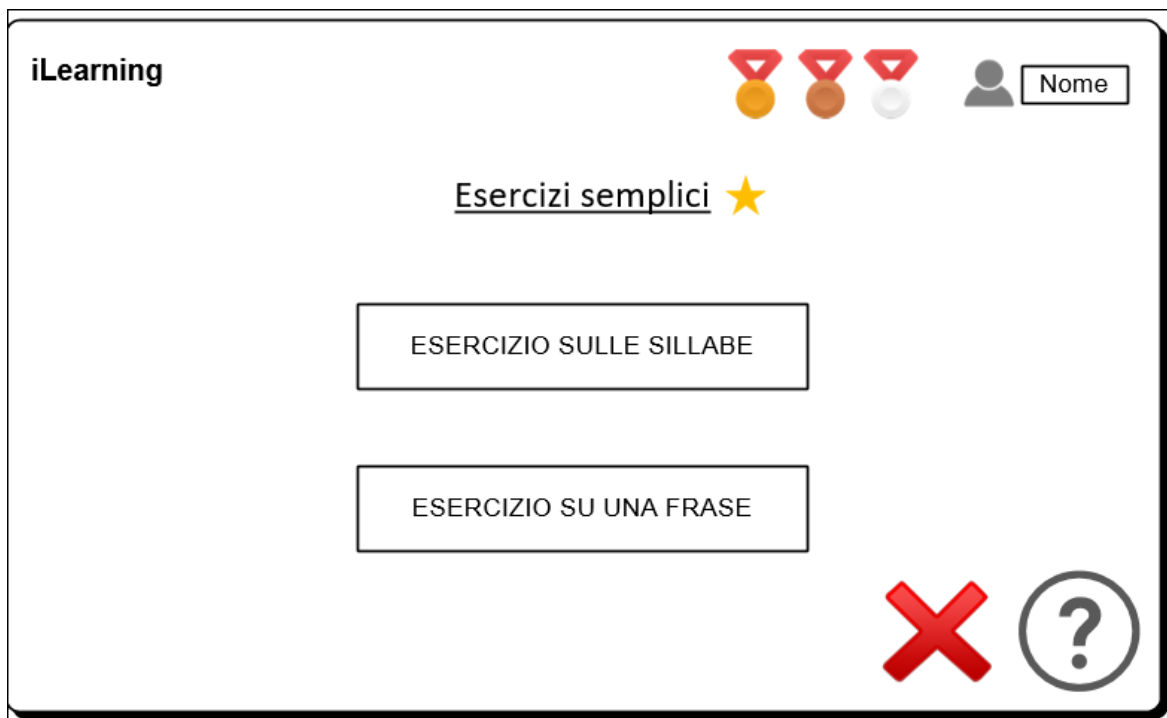 iLearning
Nome
Esercizi semplici
ESERCIZIO SULLE SILLABE
ESERCIZIO SU UNA FRASE
?